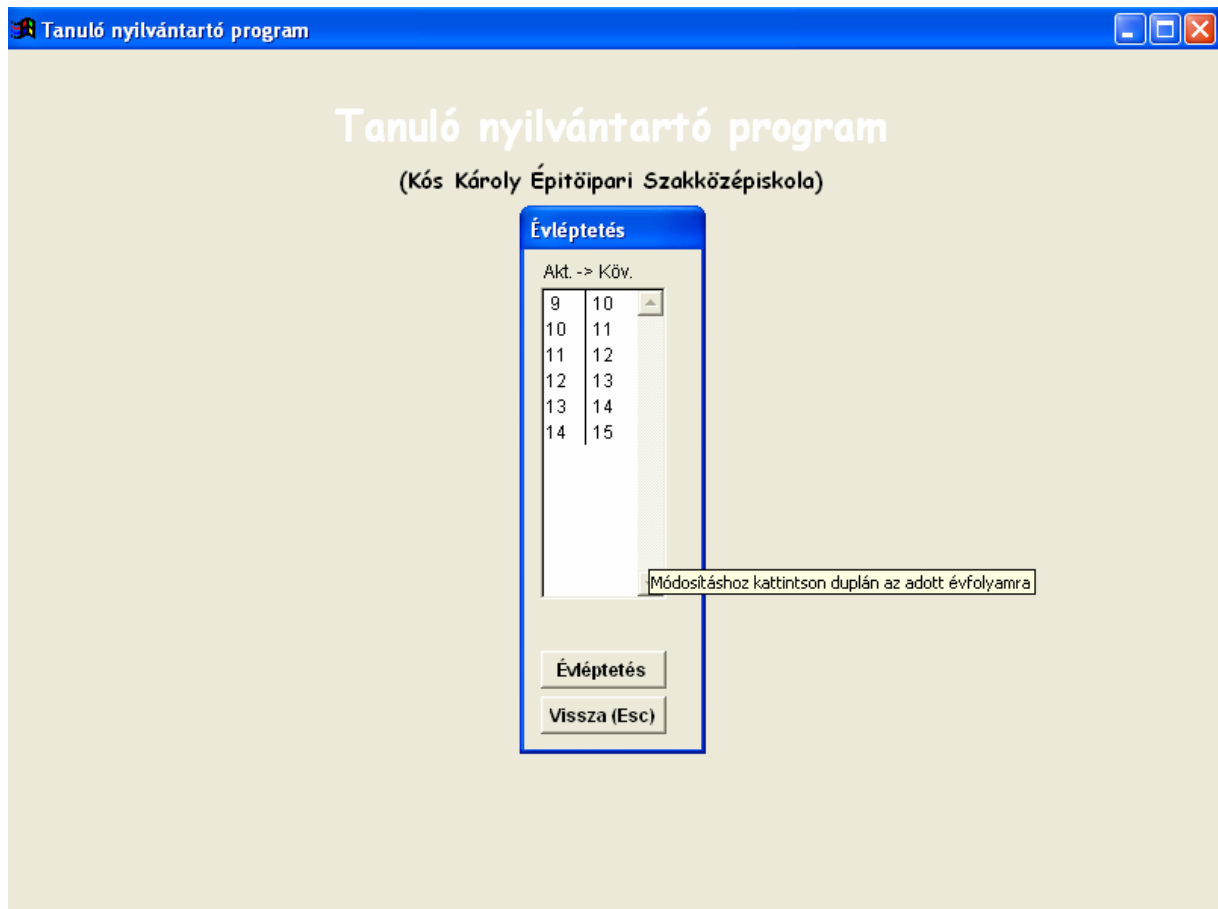 Tanuló nyilvántartó program
Tanuló nyilvántartó program
(Kós Károly Épitöipari Szakközépiskola)
Évléptetés
Akt. -> Köv.
9 10
10 11
11 12
12 13
13 14
14 15
Módosításhoz kattintson duplán az adott évfolyamra
Évléptetés
Vissza (Esc)